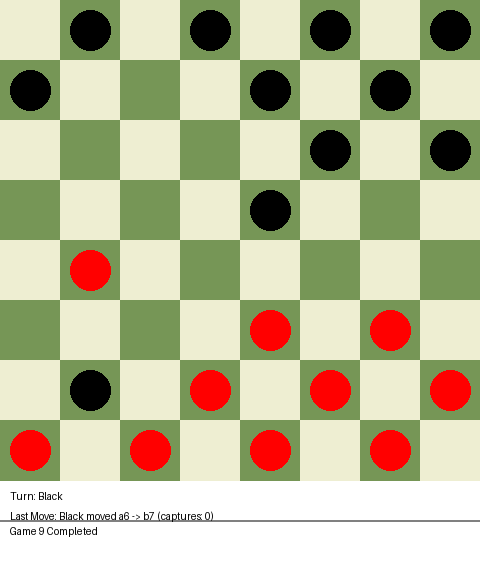 Turn: Black
Last Move: Black moved a6 -> b7 (captures: 0)
Game 9 Completed